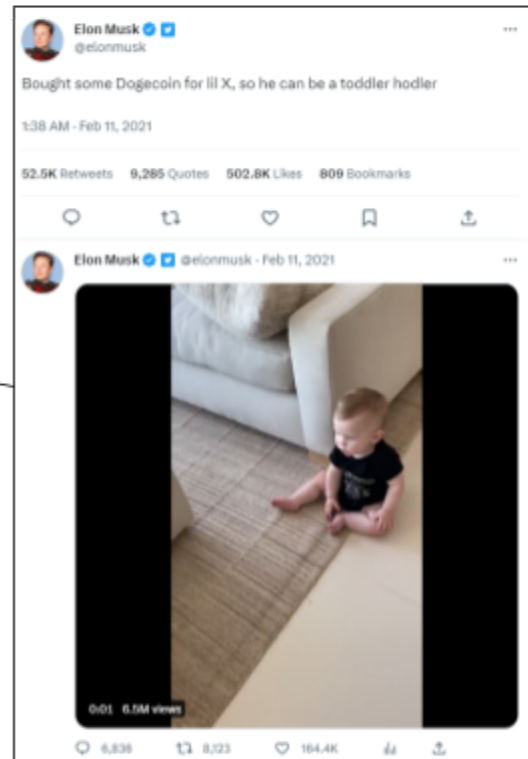 Elon Musk
@elonmusk
Bought some Dogecoin for lil X, so he can be a toddler hodler
1:38 AM - Feb 11, 2021
52.5K Retweets 9,285 Quotes 502.8K Likes 809 Bookmarks
Elon Musk @elonmusk · Feb 11, 2021
0:01 6.5M views
6,836 8,123 164.4K